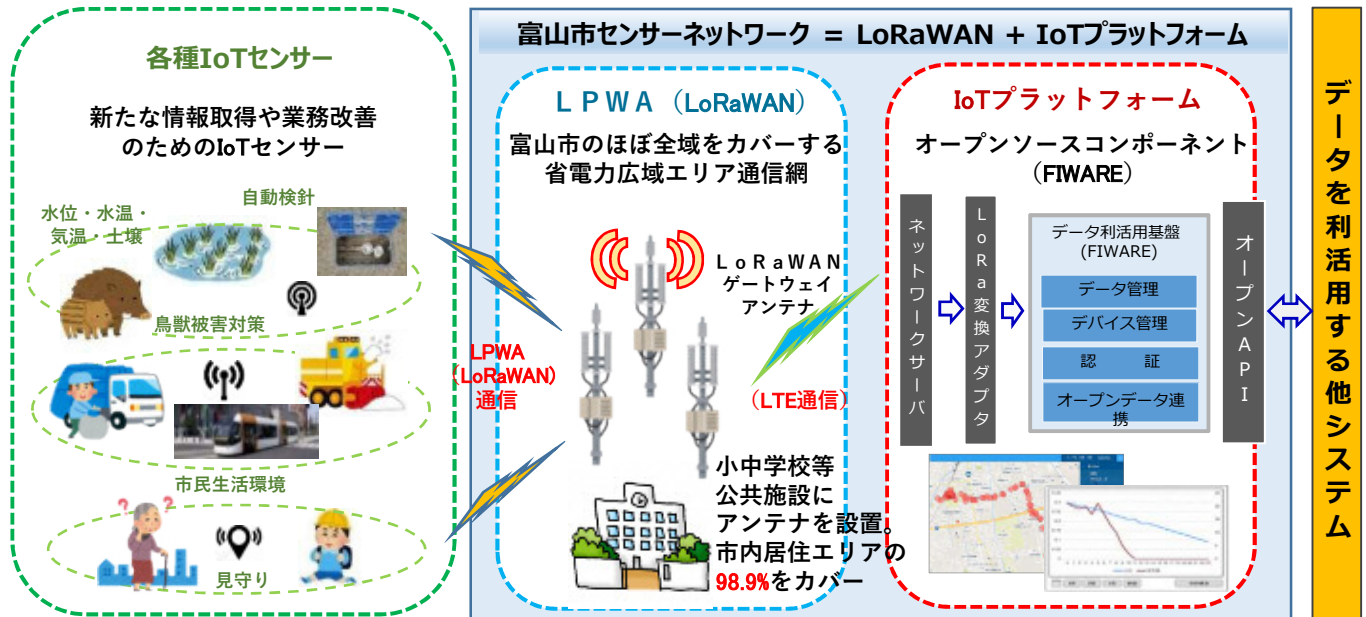 富山市センサーネットワーク = LoRaWAN + IoTプラットフォーム
各種IoTセンサー
新たな情報取得や業務改善
のためのIoTセンサー
自動検針
水位・水温・
気温・土壌
鳥獣被害対策
市民生活環境
見守り
LPWA
(LoRaWAN)
通信
LPWA (LoRaWAN)
富山市のほぼ全域をカバーする
省電力広域エリア通信網
LoRaWAN
ゲートウェイ
アンテナ
(LTE通信)
小中学校等
公共施設に
アンテナを設置。
市内居住エリアの
98.9%をカバー
IoTプラットフォーム
オープンソースコンポーネント
(FIWARE)
ネットワークサーバ
LoRa変換アダプタ
データ利活用基盤
(FIWARE)
データ管理
デバイス管理
認　　証
オープンデータ連
携
オープンAPI
データを利活用する他システム